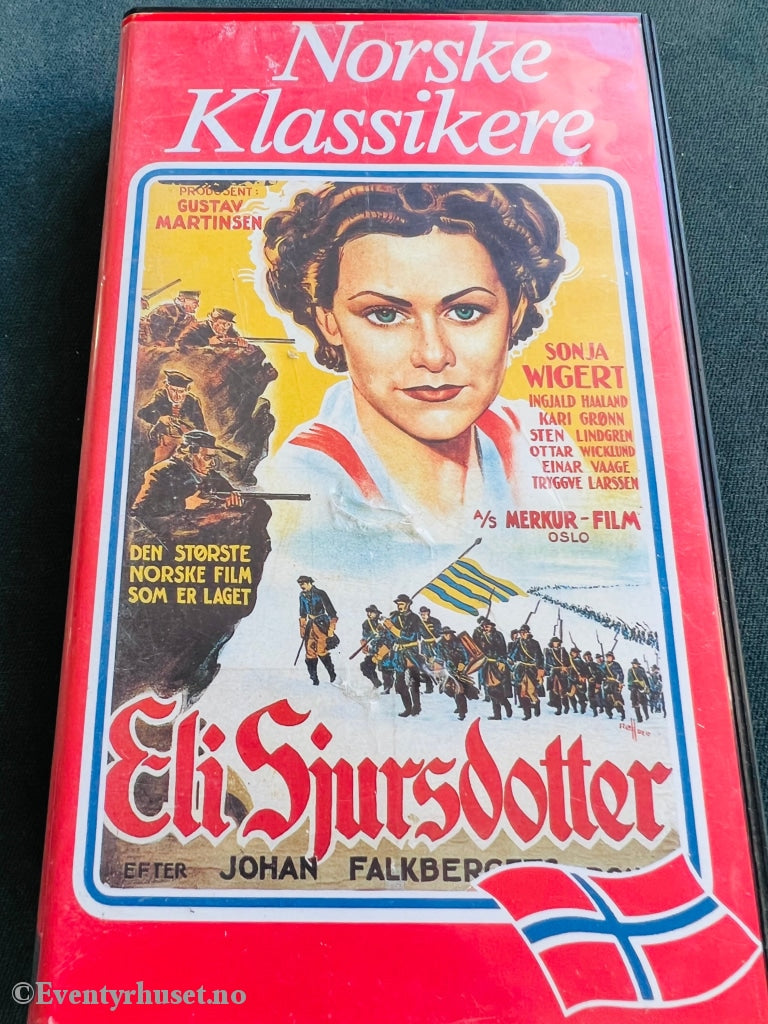 Norske
Klassikere
PRODUSENT:
GUSTAV
MARTINSEN
SONJA
WIGERT
INGJALD HAALAND
KARI GRØNN
STEN LINDGREN
OTTAR WICKLUND
EINAR VAAGE
TRYGGVE LARSSEN
A/S MERKUR-FILM
OSLO
DEN STØRSTE
NORSKE FILM
SOM ER LAGET
Eli Sjursdotter
EFTER JOHAN
©Eventyrhuset.no